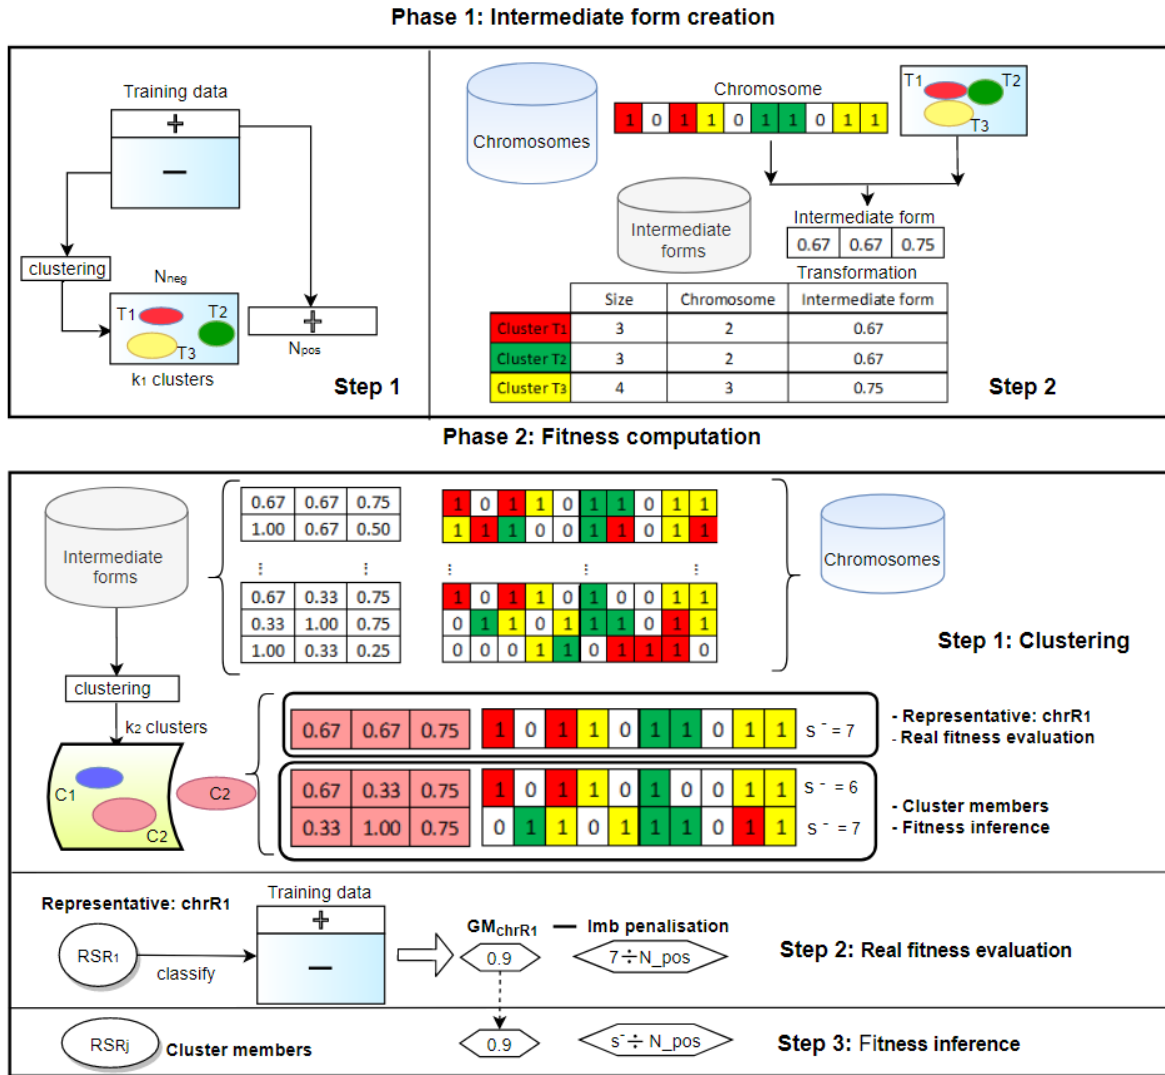 Phase 1: Intermediate form creation
Training data
+
−
clustering
Nneg
T1
T2
T3
k1 clusters
+
Npos
Step 1
Chromosomes
Chromosome
1 0 1 1 0 1 1 0 1 1
T1
T2
T3
Intermediate forms
Intermediate form
0.67 0.67 0.75
Transformation
Size Chromosome Intermediate form
Cluster T1 3 2 0.67
Cluster T2 3 2 0.67
Cluster T3 4 3 0.75
Step 2
Phase 2: Fitness computation
Intermediate
forms
0.67 0.67 0.75
1.00 0.67 0.50
⋮ ⋮
0.67 0.33 0.75
0.33 1.00 0.75
1.00 0.33 0.25
1 0 1 1 0 1 1 0 1 1
1 1 1 0 0 1 1 0 1 1
⋮ ⋮ ⋮
1 0 1 1 0 1 0 0 1 1
0 1 1 0 1 1 1 0 1 1
0 0 0 1 1 0 1 1 1 0
Chromosomes
Step 1: Clustering
clustering
k2 clusters
C1
C2
C2
0.67 0.67 0.75 1 0 1 1 0 1 1 0 1 1 s⁻ = 7
- Representative: chrR1
- Real fitness evaluation
0.67 0.33 0.75 1 0 1 1 0 1 0 0 1 1 s⁻ = 6
0.33 1.00 0.75 0 1 1 0 1 1 1 0 1 1 s⁻ = 7
- Cluster members
- Fitness inference
Representative: chrR1
RSR1
classify
Training data
+
−
GMchrR1 − Imb penalisation
0.9 7÷N_pos
Step 2: Real fitness evaluation
RSRj
Cluster members
0.9 s⁻÷ N_pos
Step 3: Fitness inference